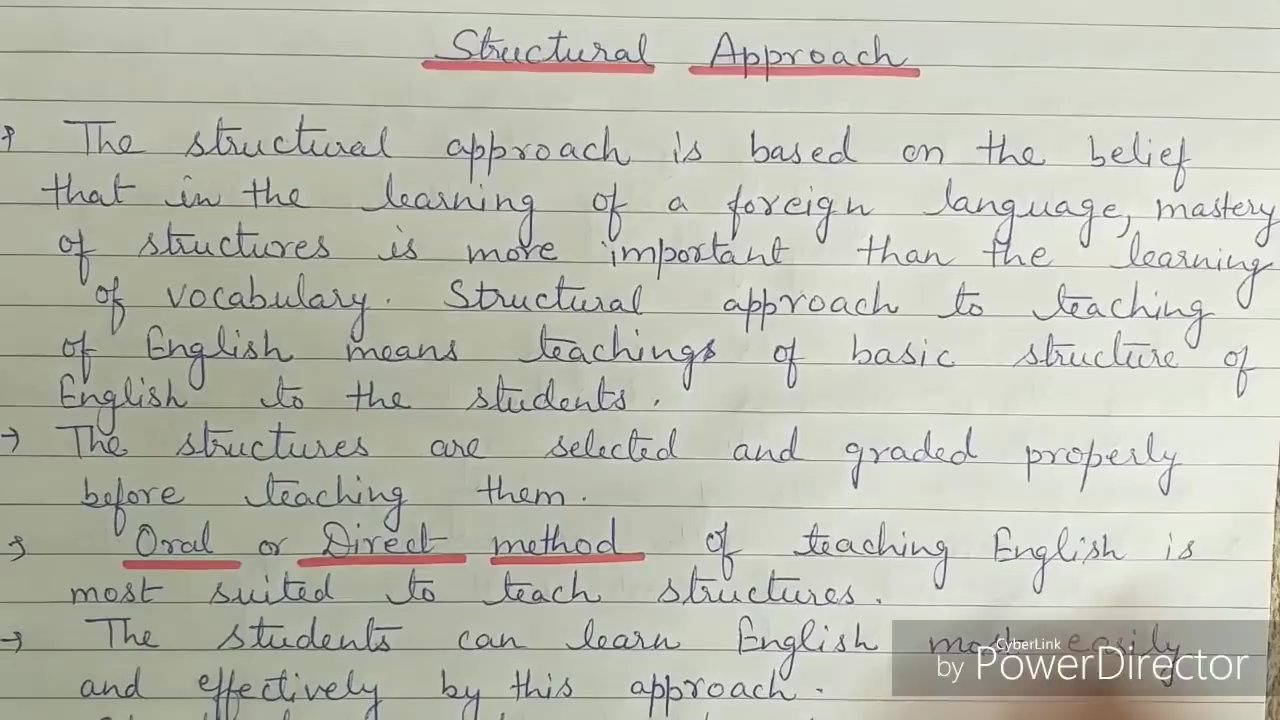 Structural Approach
→ The structural approach is based on the belief
that in the learning of a foreign language, mastery
of structures is more important than the learning
of vocabulary. Structural approach to teaching
of English means teachings of basic structure of
English to the students.
→ The structures are selected and graded properly
before teaching them.
→ Oral or Direct method of teaching English is
most suited to teach structures.
→ The students can learn English most easily
and effectively by this approach.
CyberLink
by PowerDirector